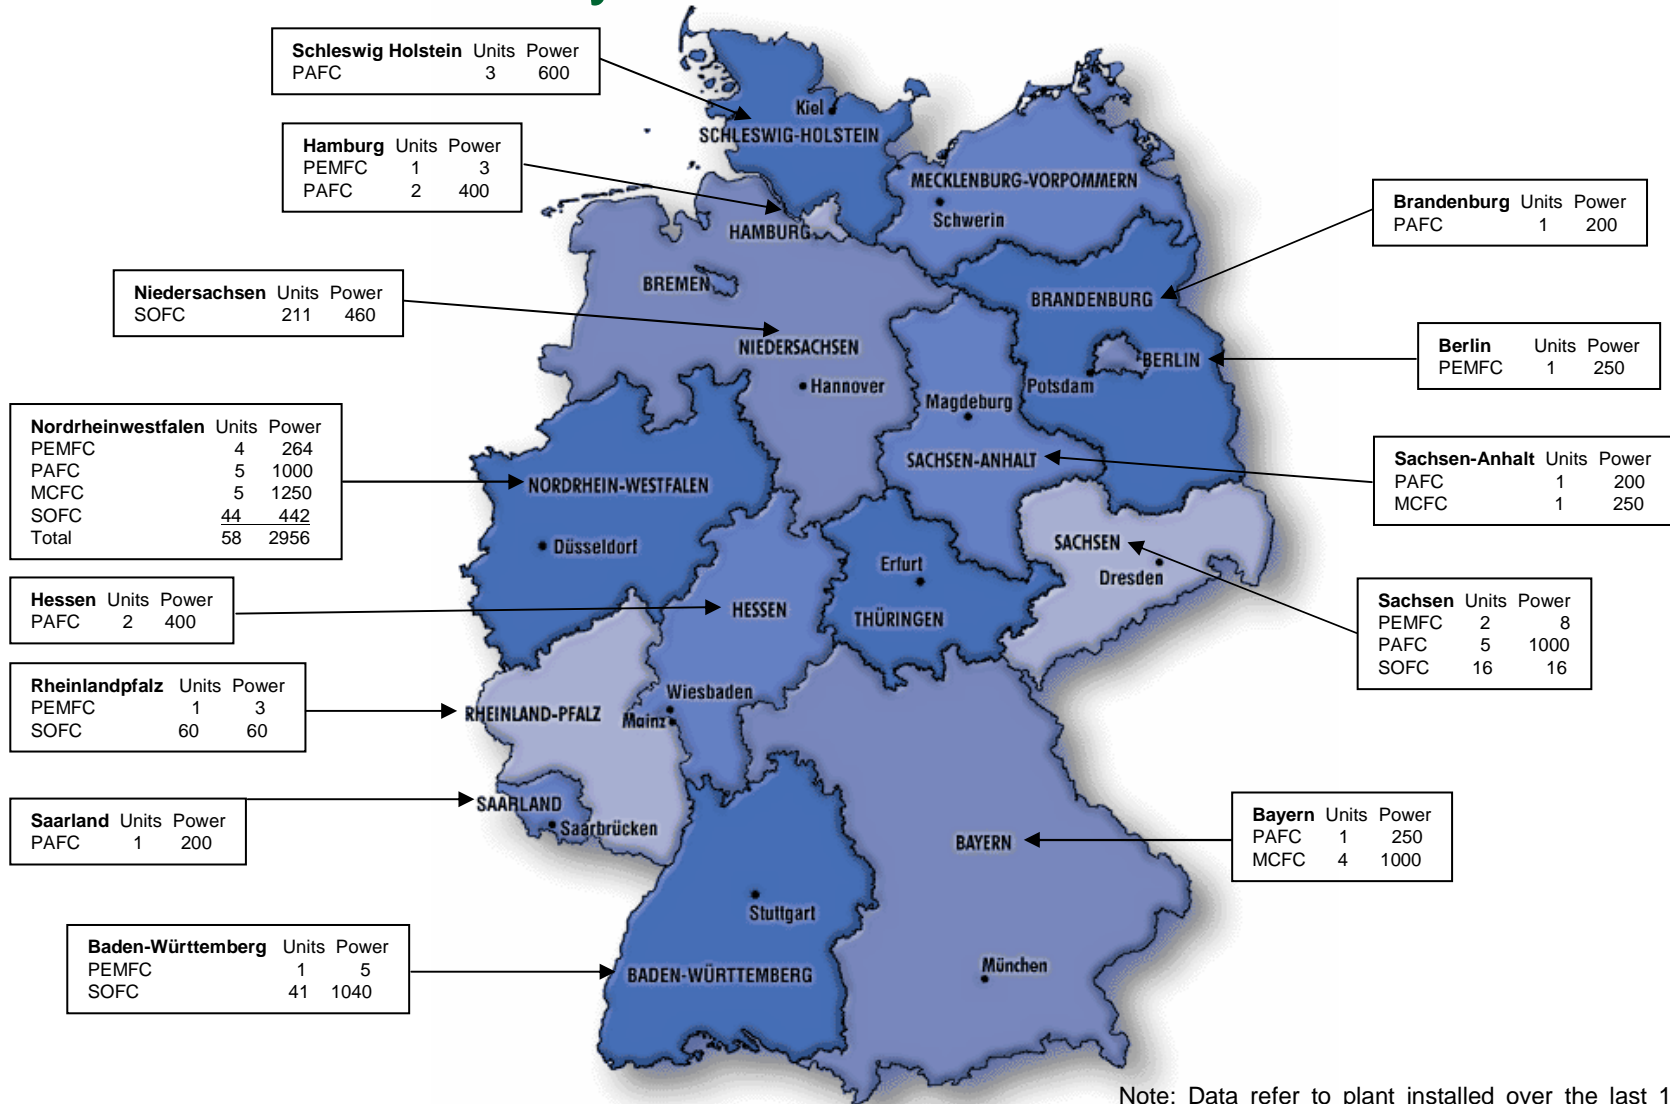 Schleswig Holstein Units Power
PAFC 3 600
Hamburg Units Power
PEMFC 1 3
PAFC 2 400
Niedersachsen Units Power
SOFC 211 460
Nordrheinwestfalen Units Power
PEMFC 4 264
PAFC 5 1000
MCFC 5 1250
SOFC 44 442
Total 58 2956
Hessen Units Power
PAFC 2 400
Rheinlandpfalz Units Power
PEMFC 1 3
SOFC 60 60
Saarland Units Power
PAFC 1 200
Baden-Württemberg Units Power
PEMFC 1 5
SOFC 41 1040
Kiel
SCHLESWIG-HOLSTEIN
MECKLENBURG-VORPOMMERN
Schwerin
HAMBURG
BREMEN
BRANDENBURG
NIEDERSACHSEN
BERLIN
Hannover
Potsdam
Magdeburg
SACHSEN-ANHALT
NORDRHEIN-WESTFALEN
Düsseldorf
SACHSEN
Dresden
Erfurt
HESSEN
THÜRINGEN
Wiesbaden
RHEINLAND-PFALZ
Mainz
SAARLAND
Saarbrücken
BAYERN
Stuttgart
München
BADEN-WÜRTTEMBERG
Brandenburg Units Power
PAFC 1 200
Berlin Units Power
PEMFC 1 250
Sachsen-Anhalt Units Power
PAFC 1 200
MCFC 1 250
Sachsen Units Power
PEMFC 2 8
PAFC 5 1000
SOFC 16 16
Bayern Units Power
PAFC 1 250
MCFC 4 1000
Note: Data refer to plant installed over the last 1